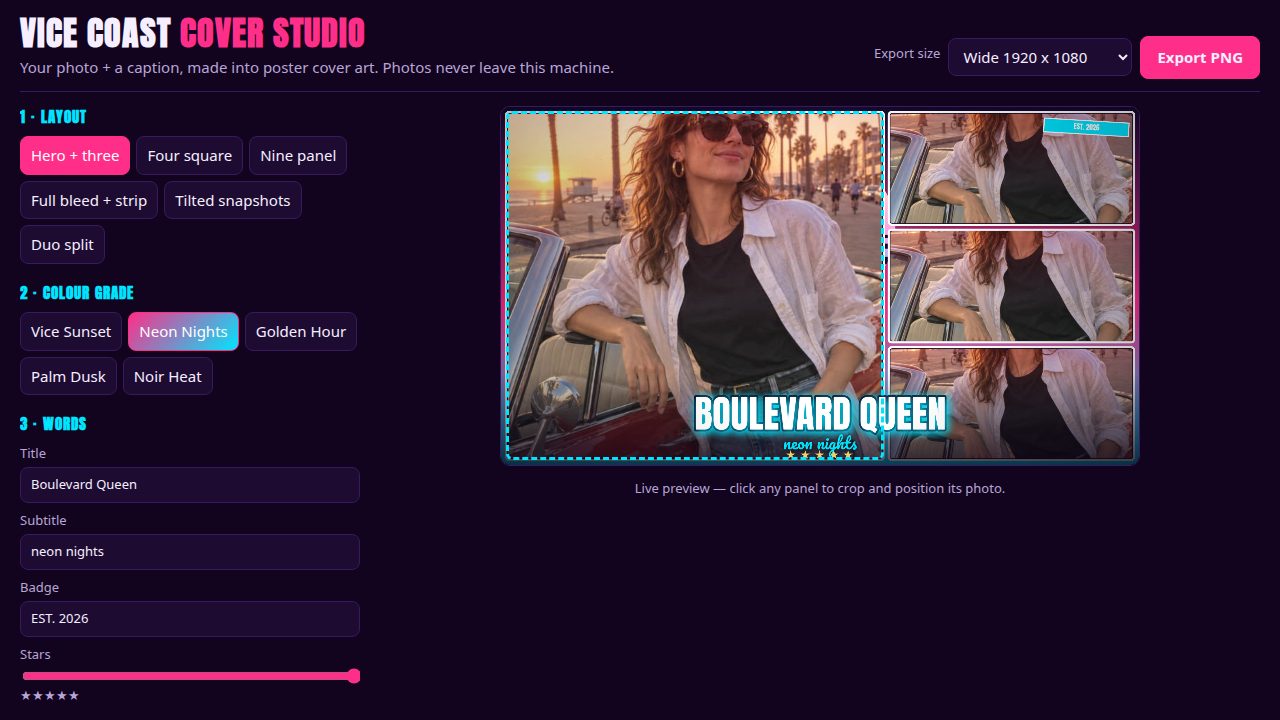 VICE COAST COVER STUDIO
Your photo + a caption, made into poster cover art. Photos never leave this machine.
Export size
Wide 1920 x 1080
Export PNG
1 · LAYOUT
Hero + three
Four square
Nine panel
Full bleed + strip
Tilted snapshots
Duo split
2 · COLOUR GRADE
Vice Sunset
Neon Nights
Golden Hour
Palm Dusk
Noir Heat
3 · WORDS
Title
Boulevard Queen
Subtitle
neon nights
Badge
EST. 2026
Stars
★★★★★
EST. 2026
BOULEVARD QUEEN
neon nights
★ ★ ★ ★ ★
Live preview — click any panel to crop and position its photo.